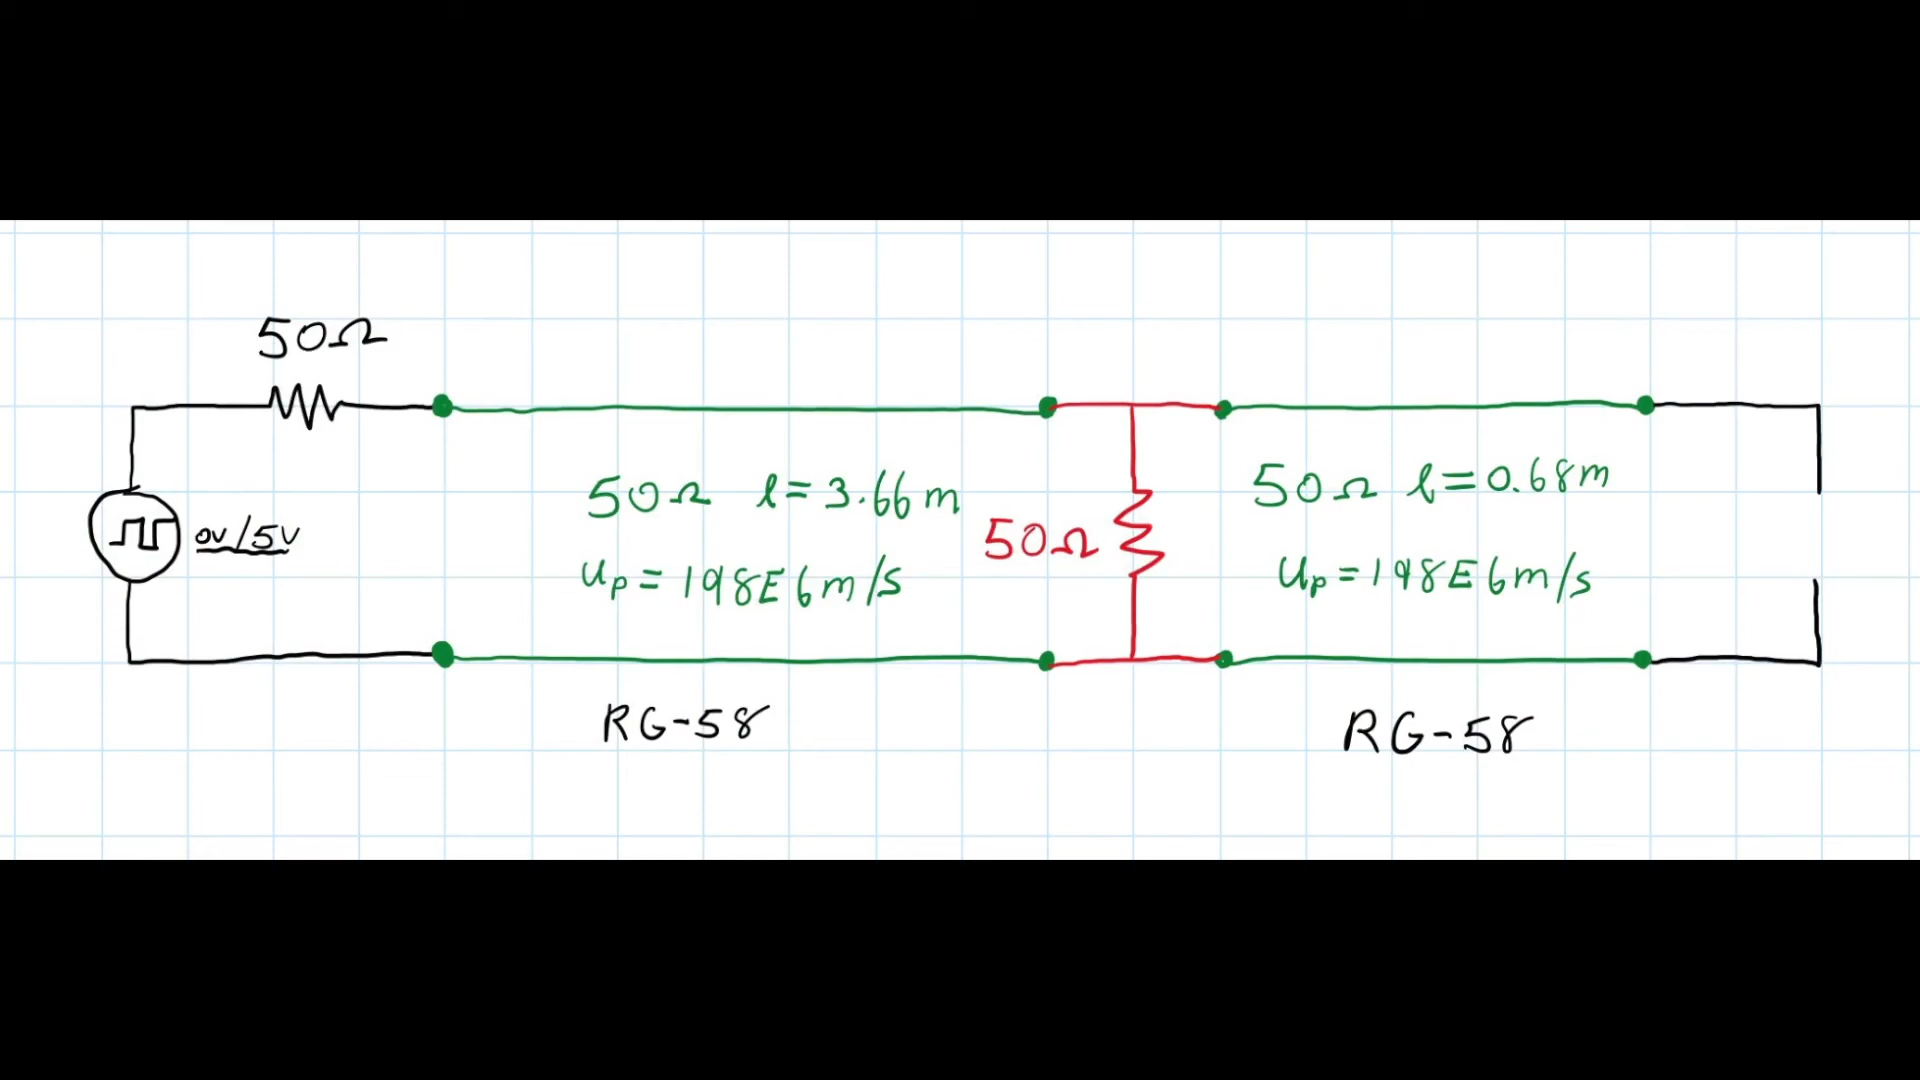 50Ω
0V/5V
50Ω l=3.66m
Up=198E6m/s
50Ω
50Ω l=0.68m
Up=198E6m/s
RG-58
RG-58